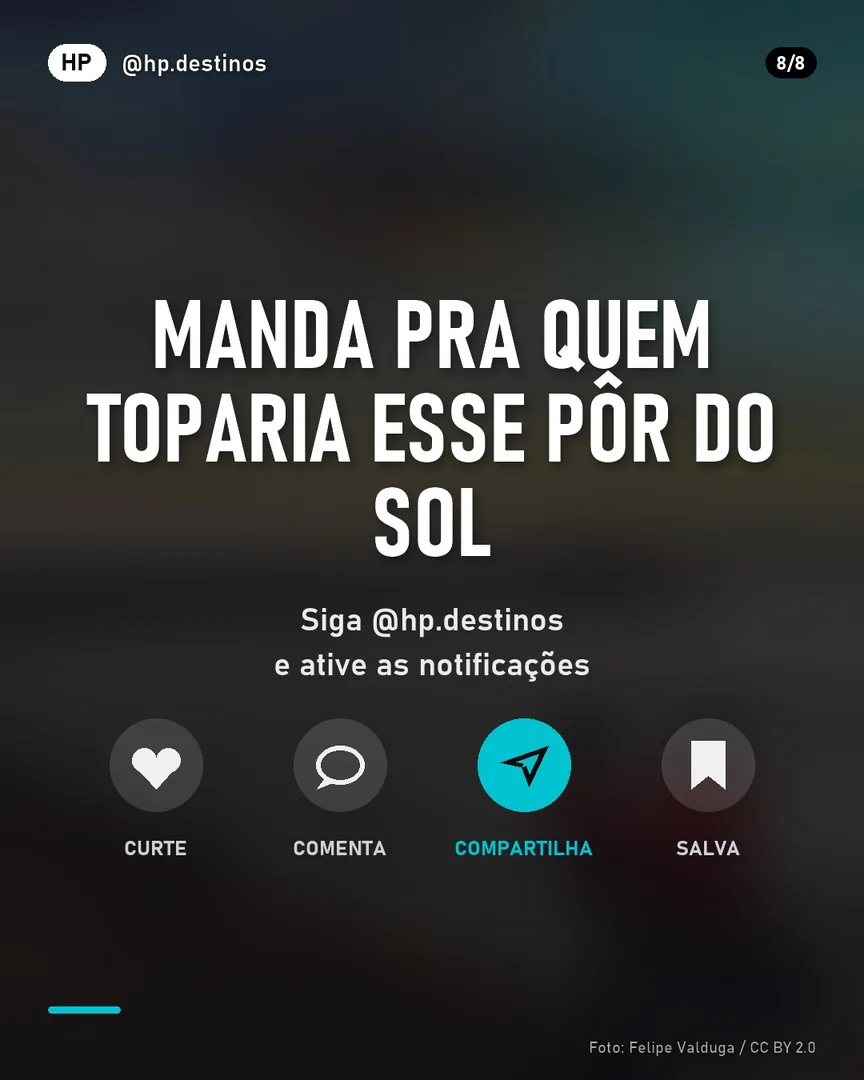 HP @hp.destinos 8/8
MANDA PRA QUEM
TOPARIA ESSE PÔR DO
SOL
Siga @hp.destinos
e ative as notificações
CURTE COMENTA COMPARTILHA SALVA
Foto: Felipe Valduga / CC BY 2.0